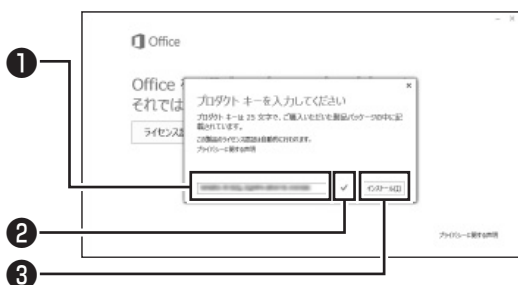 Office
Office
それでは
ライセンス
プロダクト キーを入力してください
プロダクト キーは 25 文字で、ご購入いただいた製品パッケージの中に記
載されています。
この製品のライセンス認証は自動的に行われます。
プライバシーに関する声明
インストール(I)
プライバシーに関する声明
❶
❷
❸